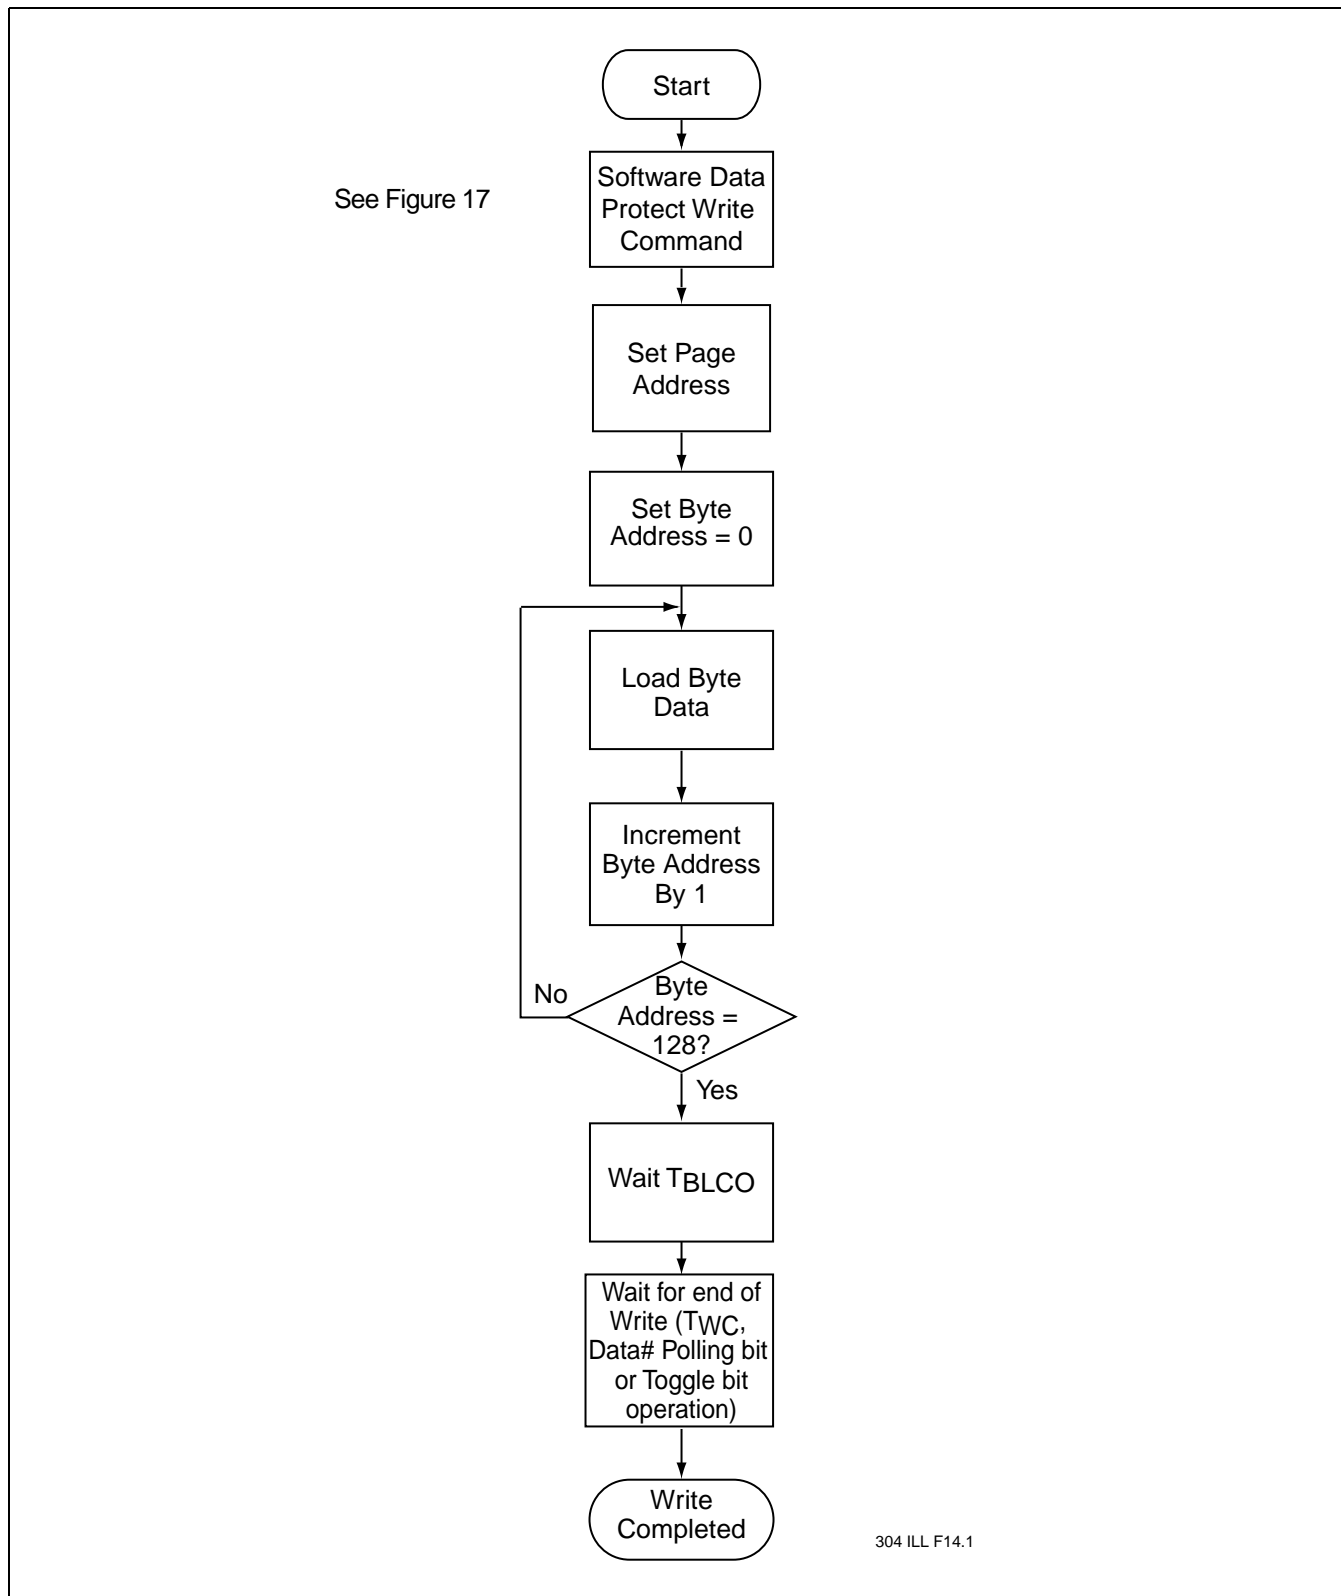 Start
See Figure 17
Software Data
Protect Write
Command
Set Page
Address
Set Byte
Address = 0
Load Byte
Data
Increment
Byte Address
By 1
Byte
Address =
128?
No
Yes
Wait TBLCO
Wait for end of
Write (TWC,
Data# Polling bit
or Toggle bit
operation)
Write
Completed
304 ILL F14.1